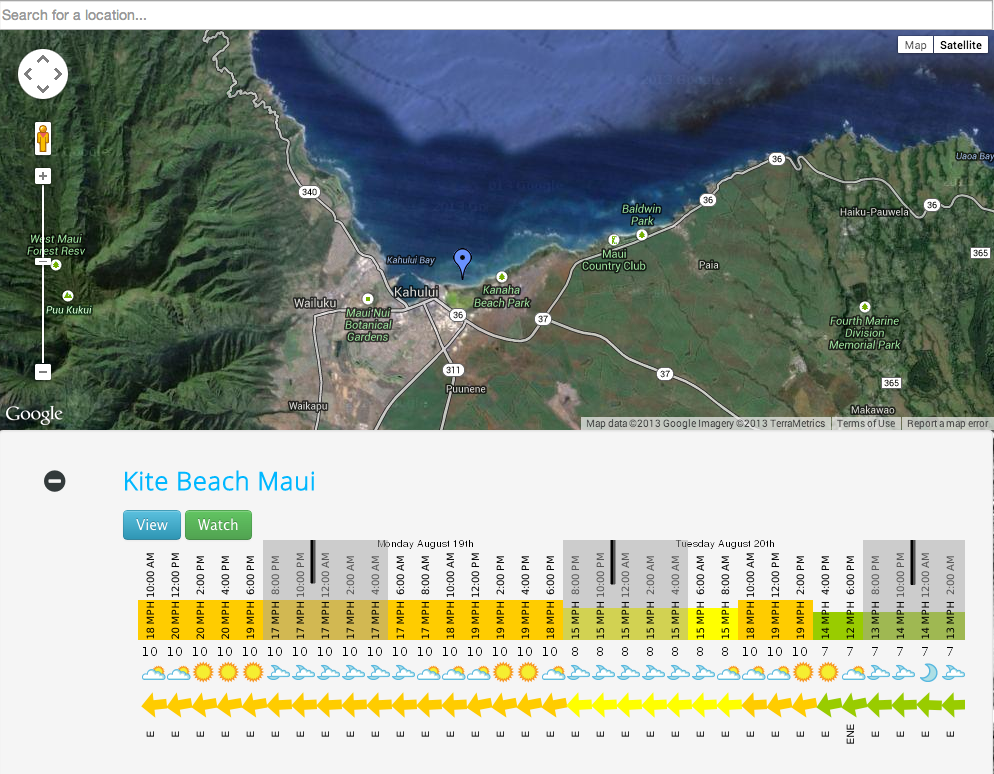 Search for a location...
Map Satellite
Uaoa Bay
36
340
36
36
Haiku-Pauwela
Baldwin
Park
West Maui
Forest Resv
Kahului Bay
Maui
Country Club
Paia
365
Puu Kukui
Wailuku
Kahului
Kanaha
Beach Park
Maui Nui
Botanical
Gardens
36
37
Fourth Marine
Division
Memorial Park
311
37
Puunene
365
Waikapu
Makawao
Google
Map data ©2013 Google Imagery ©2013 TerraMetrics
Terms of Use
Report a map error
Kite Beach Maui
View Watch
Monday August 19th Tuesday August 20th
10:00 AM 12:00 PM 2:00 PM 4:00 PM 6:00 PM 8:00 PM 10:00 PM 12:00 AM 2:00 AM 4:00 AM 6:00 AM 8:00 AM 10:00 AM 12:00 PM 2:00 PM 4:00 PM 6:00 PM 8:00 PM 10:00 PM 12:00 AM 2:00 AM 4:00 AM 6:00 AM 8:00 AM 10:00 AM 12:00 PM 2:00 PM 4:00 PM 6:00 PM 8:00 PM 10:00 PM 12:00 AM 2:00 AM
18 MPH 20 MPH 20 MPH 20 MPH 19 MPH 17 MPH 17 MPH 17 MPH 17 MPH 17 MPH 17 MPH 17 MPH 18 MPH 19 MPH 19 MPH 19 MPH 18 MPH 15 MPH 15 MPH 15 MPH 15 MPH 15 MPH 15 MPH 15 MPH 18 MPH 19 MPH 19 MPH 14 MPH 12 MPH 13 MPH 14 MPH 14 MPH 13 MPH
10 10 10 10 10 10 10 10 10 10 10 10 10 10 10 10 10 8 8 8 8 8 8 8 10 10 10 7 7 7 7 7 7
E E E E E E E E E E E E E E E E E E E E E E E E E E E E ENE E E E E